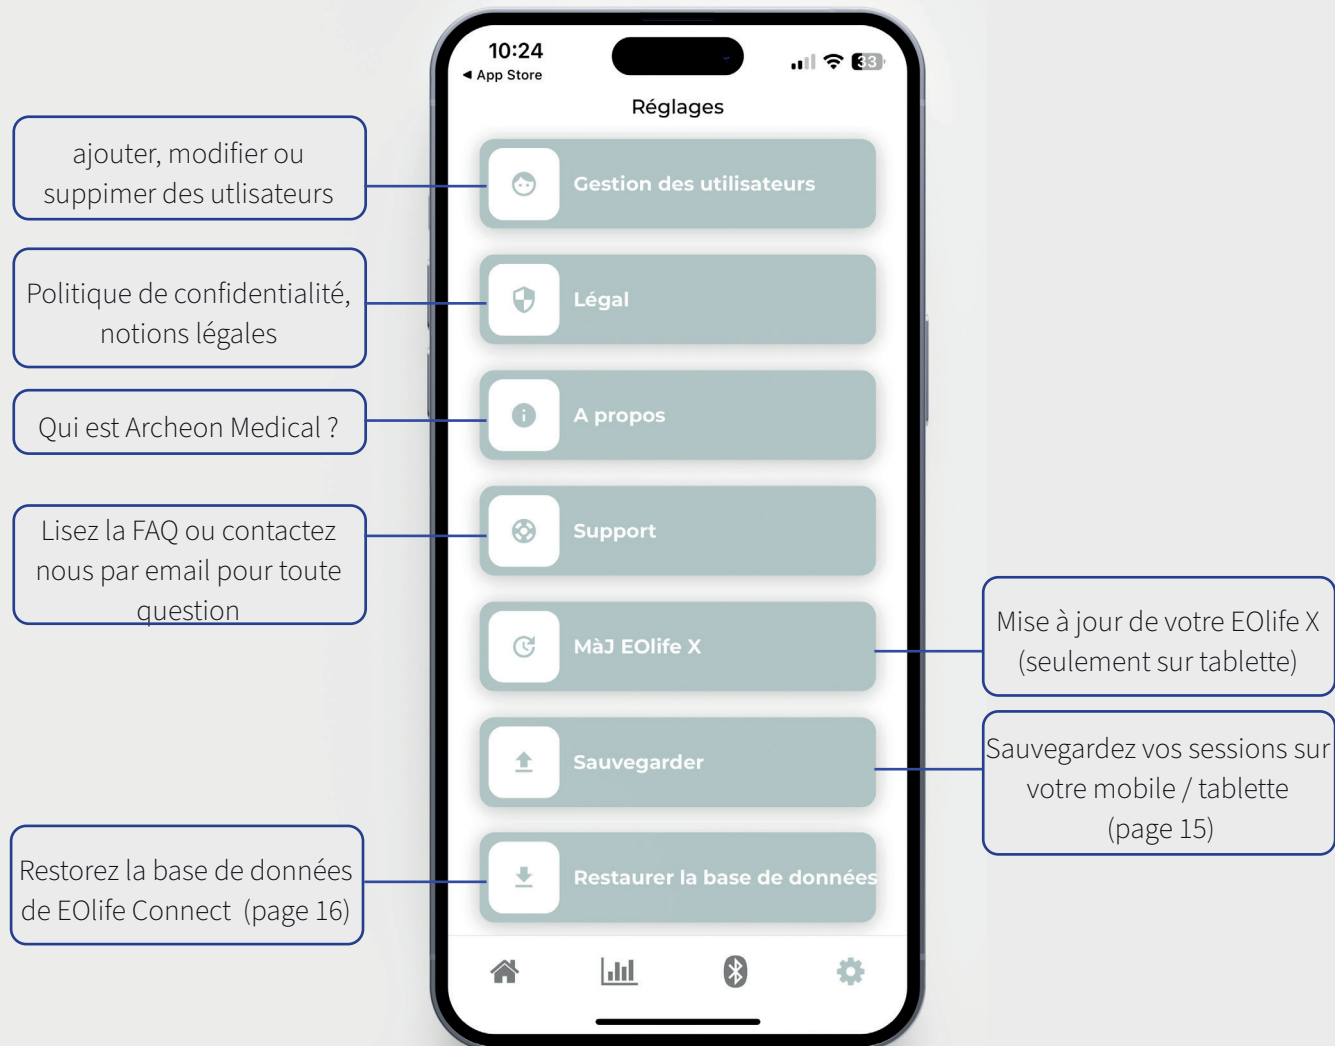 10:24
33
App Store
Réglages
ajouter, modifier ou
suppimer des utlisateurs
Gestion des utilisateurs
Politique de confidentialité,
notions légales
Légal
Qui est Archeon Medical ?
A propos
Lisez la FAQ ou contactez
nous par email pour toute
question
Support
MàJ EOlife X
Mise à jour de votre EOlife X
(seulement sur tablette)
Sauvegarder
Sauvegardez vos sessions sur
votre mobile / tablette
(page 15)
Restorez la base de données
de EOlife Connect (page 16)
Restaurer la base de données